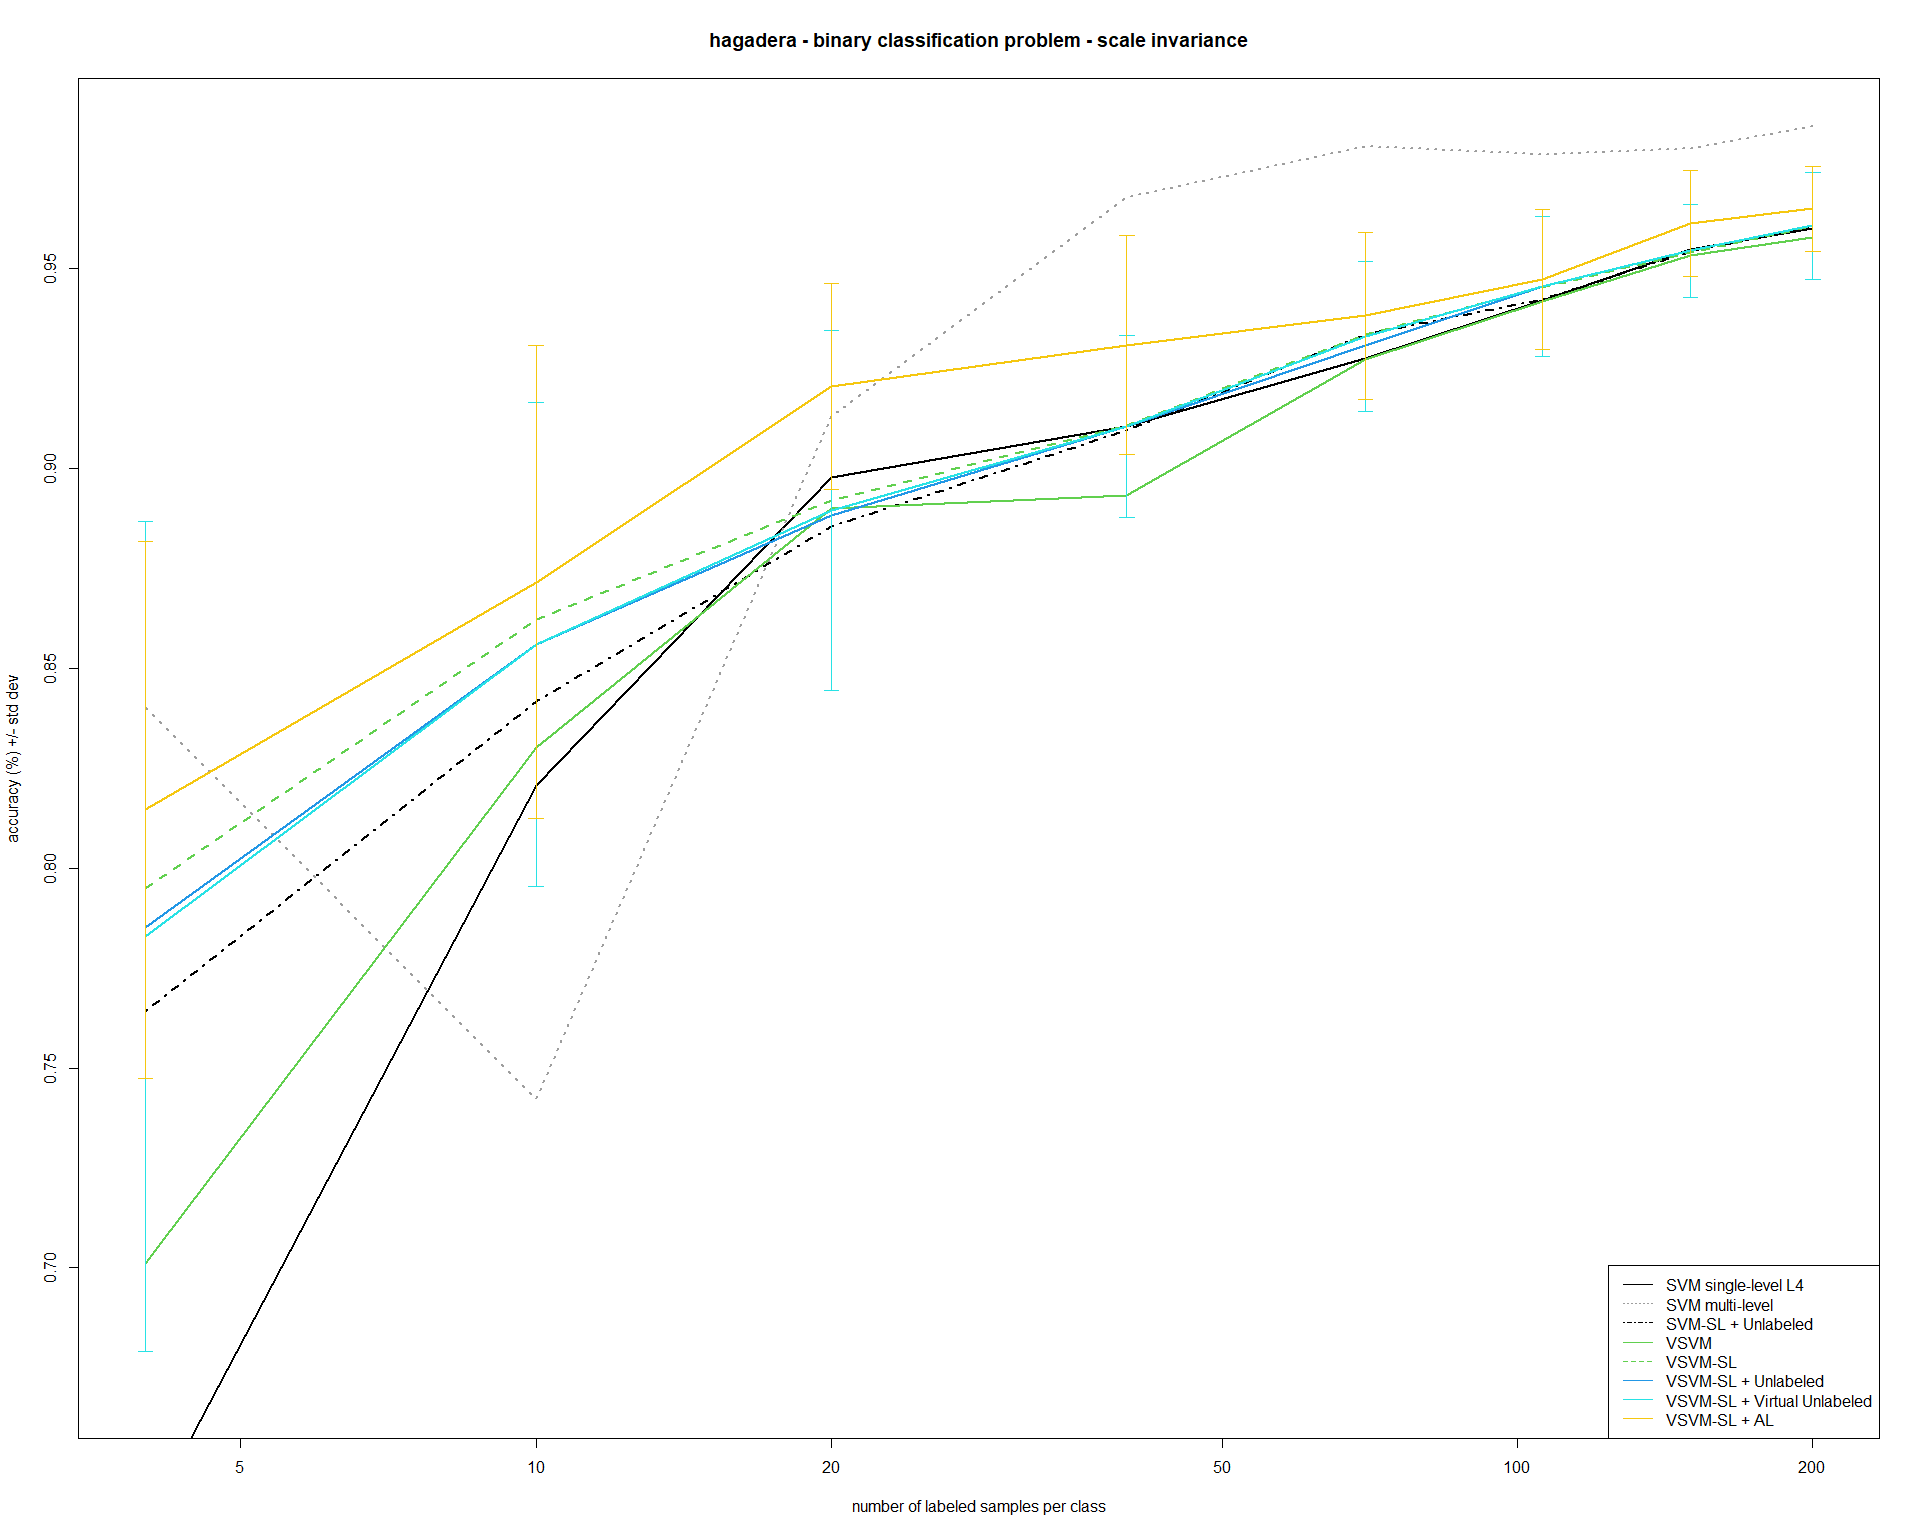 hagadera - binary classification problem - scale invariance
accuracy (%) +/- std dev
0.95
0.90
0.85
0.80
0.75
0.70
5 10 20 50 100 200
number of labeled samples per class
SVM single-level L4
SVM multi-level
SVM-SL + Unlabeled
VSVM
VSVM-SL
VSVM-SL + Unlabeled
VSVM-SL + Virtual Unlabeled
VSVM-SL + AL